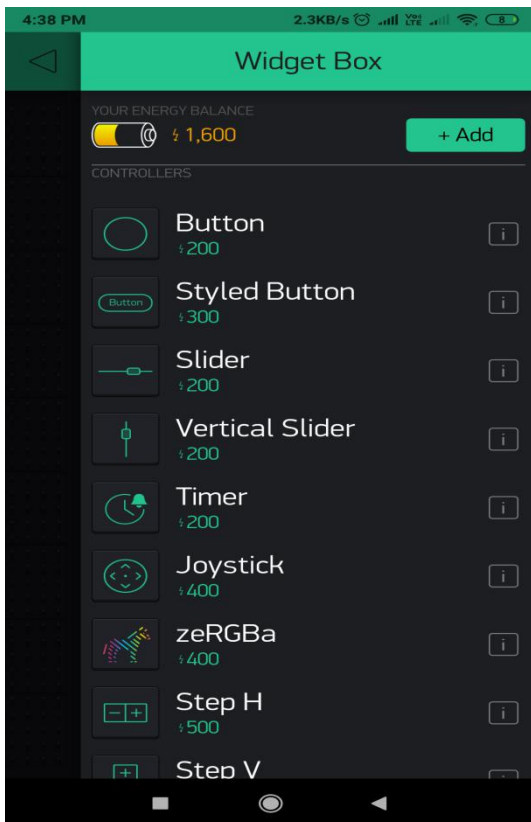 4:38 PM 2.3KB/s Vo LTE 8
Widget Box
YOUR ENERGY BALANCE
1,600
+ Add
CONTROLLERS
Button
200
i
Button
Styled Button
300
i
Slider
200
i
Vertical Slider
200
i
Timer
200
i
Joystick
400
i
zeRGBa
400
i
Step H
500
i
Step V